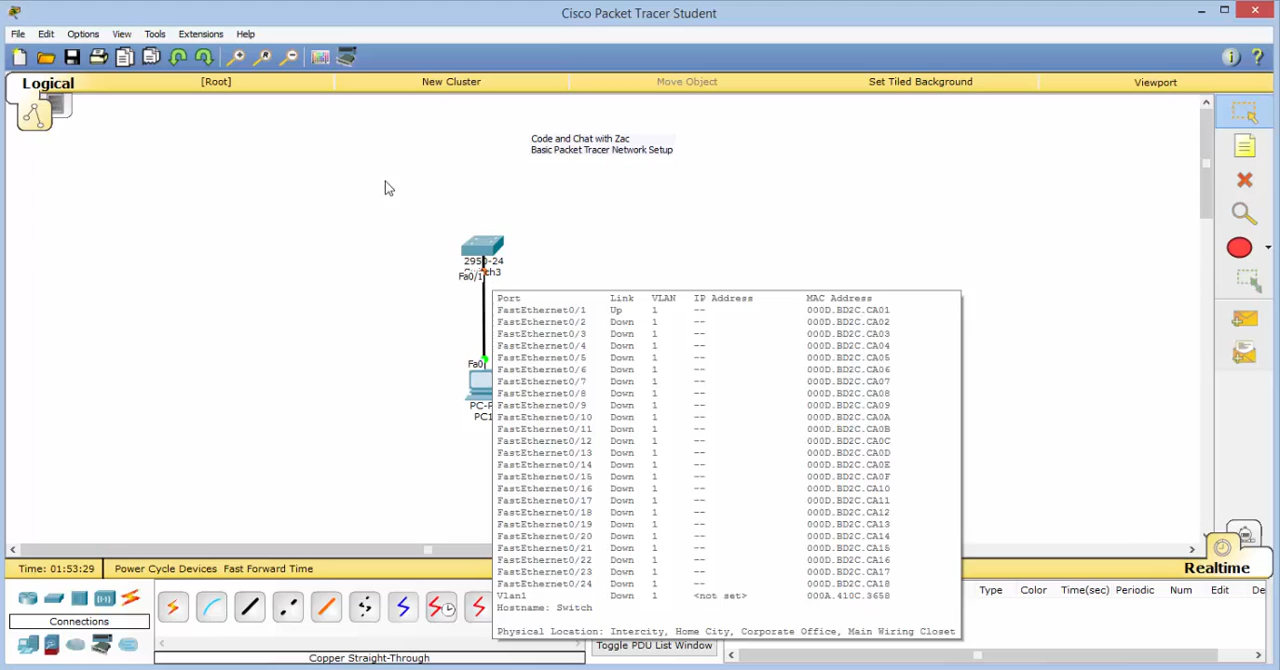 Cisco Packet Tracer Student
File Edit Options View Tools Extensions Help
Logical [Root] New Cluster Move Object Set Tiled Background Viewport
Code and Chat with Zac
Basic Packet Tracer Network Setup
2950-24
Fa0/1
Port Link VLAN IP Address MAC Address
FastEthernet0/1 Up 1 -- 000D.BD2C.CA01
FastEthernet0/2 Down 1 -- 000D.BD2C.CA02
FastEthernet0/3 Down 1 -- 000D.BD2C.CA03
FastEthernet0/4 Down 1 -- 000D.BD2C.CA04
FastEthernet0/5 Down 1 -- 000D.BD2C.CA05
FastEthernet0/6 Down 1 -- 000D.BD2C.CA06
FastEthernet0/7 Down 1 -- 000D.BD2C.CA07
FastEthernet0/8 Down 1 -- 000D.BD2C.CA08
FastEthernet0/9 Down 1 -- 000D.BD2C.CA09
FastEthernet0/10 Down 1 -- 000D.BD2C.CA0A
FastEthernet0/11 Down 1 -- 000D.BD2C.CA0B
FastEthernet0/12 Down 1 -- 000D.BD2C.CA0C
FastEthernet0/13 Down 1 -- 000D.BD2C.CA0D
FastEthernet0/14 Down 1 -- 000D.BD2C.CA0E
FastEthernet0/15 Down 1 -- 000D.BD2C.CA0F
FastEthernet0/16 Down 1 -- 000D.BD2C.CA10
FastEthernet0/17 Down 1 -- 000D.BD2C.CA11
FastEthernet0/18 Down 1 -- 000D.BD2C.CA12
FastEthernet0/19 Down 1 -- 000D.BD2C.CA13
FastEthernet0/20 Down 1 -- 000D.BD2C.CA14
FastEthernet0/21 Down 1 -- 000D.BD2C.CA15
FastEthernet0/22 Down 1 -- 000D.BD2C.CA16
FastEthernet0/23 Down 1 -- 000D.BD2C.CA17
FastEthernet0/24 Down 1 -- 000D.BD2C.CA18
Vlan1 Down 1 <not set> 000A.410C.3658
Hostname: Switch
Physical Location: Intercity, Home City, Corporate Office, Main Wiring Closet
Fa0
PC-P
PC1
Time: 01:53:29 Power Cycle Devices Fast Forward Time
Realtime
Connections
Copper Straight-Through
Toggle PDU List Window
Type Color Time(sec) Periodic Num Edit De